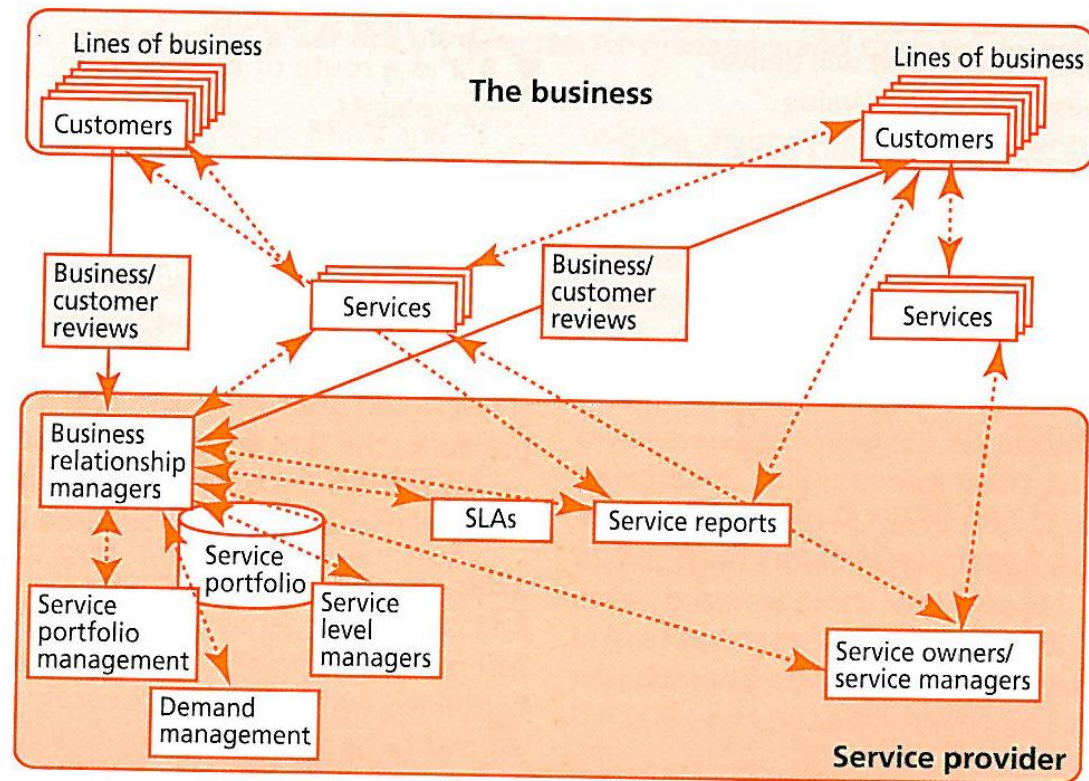 Lines of business
Customers
The business
Lines of business
Customers
Business/
customer
reviews
Services
Business/
customer
reviews
Services
Business
relationship
managers
SLAs
Service reports
Service
portfolio
Service
portfolio
management
Service
level
managers
Demand
management
Service owners/
service managers
Service provider